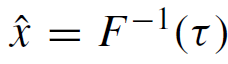 x̂ = F⁻¹(τ)